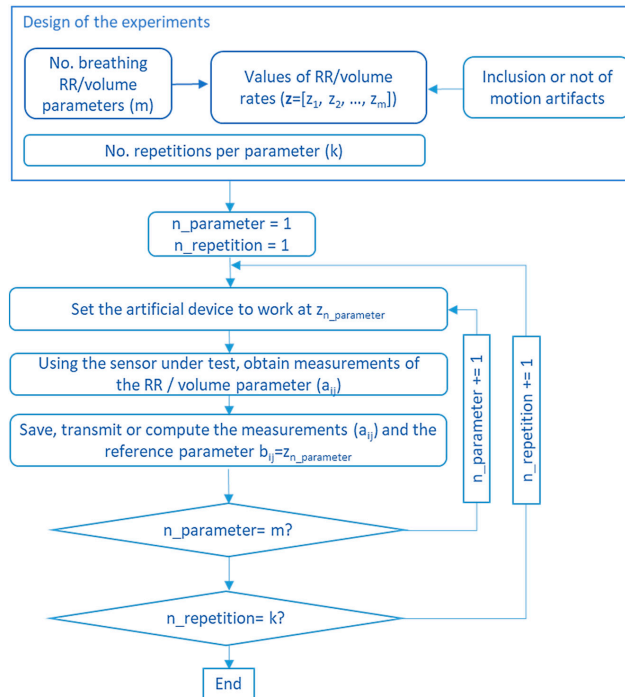 Design of the experiments
No. breathing
RR/volume
parameters (m)
Values of RR/volume
rates (z=[z1, z2, ..., zm])
Inclusion or not of
motion artifacts
No. repetitions per parameter (k)
n_parameter = 1
n_repetition = 1
Set the artificial device to work at zn_parameter
Using the sensor under test, obtain measurements of
the RR / volume parameter (aij)
Save, transmit or compute the measurements (aij) and the
reference parameter bij=zn_parameter
n_parameter += 1
n_repetition += 1
n_parameter= m?
n_repetition= k?
End